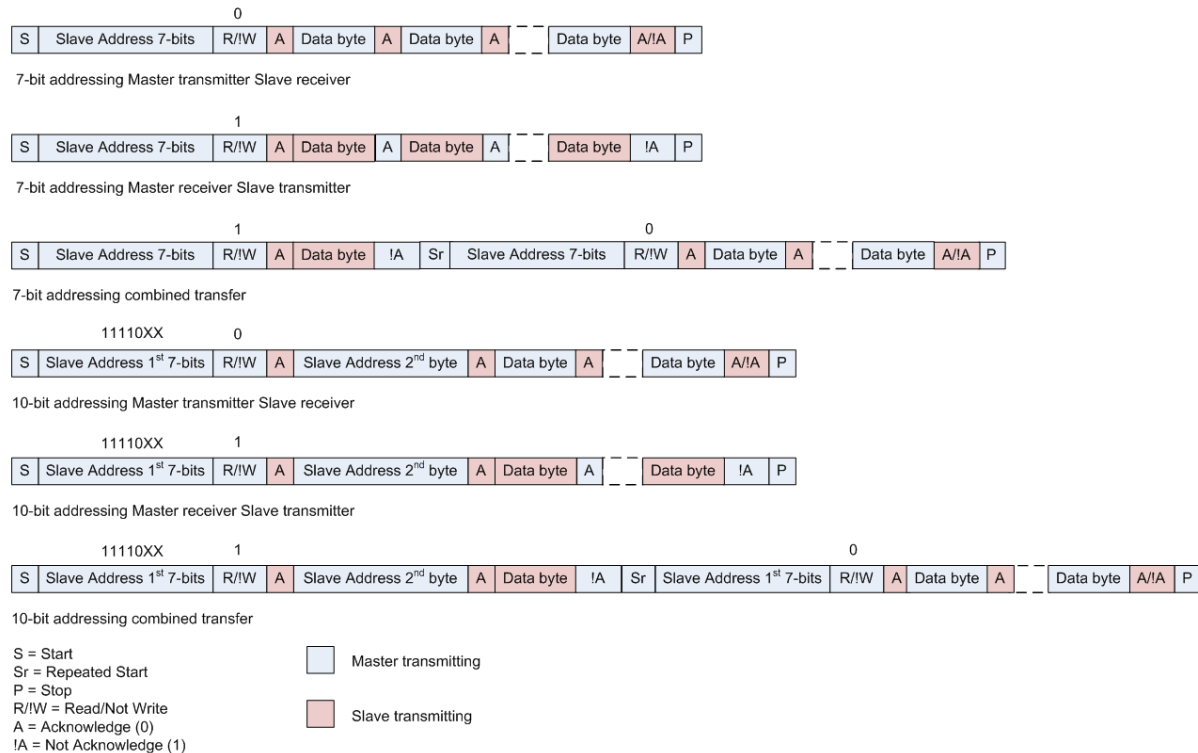 0
S Slave Address 7-bits R/!W A Data byte A Data byte A Data byte A/!A P
7-bit addressing Master transmitter Slave receiver
1
S Slave Address 7-bits R/!W A Data byte A Data byte A Data byte !A P
7-bit addressing Master receiver Slave transmitter
1 0
S Slave Address 7-bits R/!W A Data byte !A Sr Slave Address 7-bits R/!W A Data byte A Data byte A/!A P
7-bit addressing combined transfer
11110XX 0
S Slave Address 1st 7-bits R/!W A Slave Address 2nd byte A Data byte A Data byte A/!A P
10-bit addressing Master transmitter Slave receiver
11110XX 1
S Slave Address 1st 7-bits R/!W A Slave Address 2nd byte A Data byte A Data byte !A P
10-bit addressing Master receiver Slave transmitter
11110XX 1 0
S Slave Address 1st 7-bits R/!W A Slave Address 2nd byte A Data byte !A Sr Slave Address 1st 7-bits R/!W A Data byte A Data byte A/!A P
10-bit addressing combined transfer
S = Start
Sr = Repeated Start
P = Stop
R/!W = Read/Not Write
A = Acknowledge (0)
!A = Not Acknowledge (1)
Master transmitting
Slave transmitting